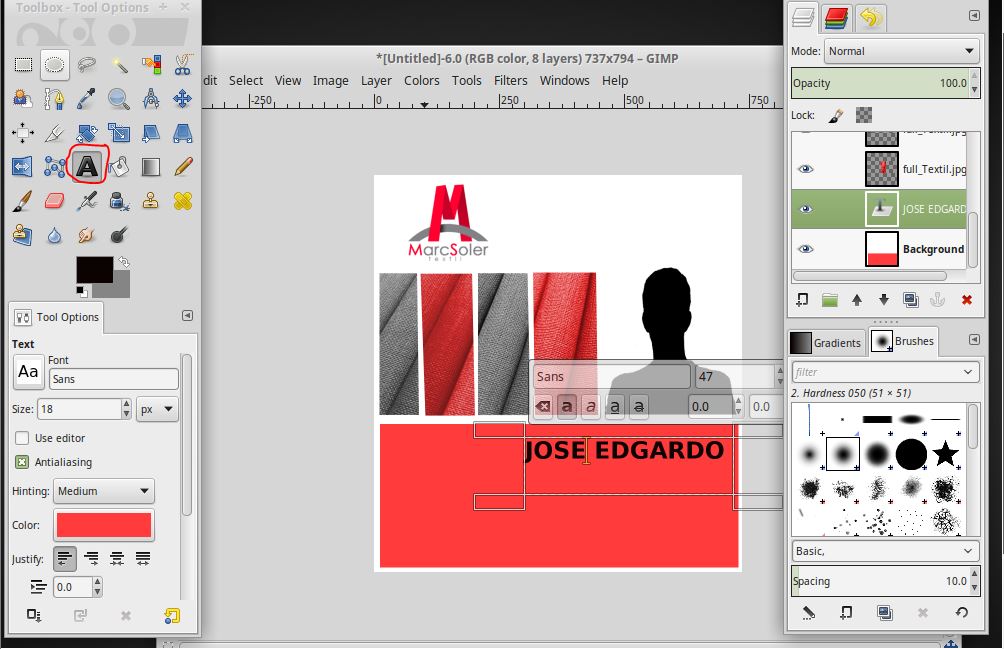 Toolbox - Tool Options
*[Untitled]-6.0 (RGB color, 8 layers) 737x794 – GIMP
dit Select View Image Layer Colors Tools Filters Windows Help
-250 0 250 500 750
Mode: Normal
Opacity 100.0
Lock:
full_Textil.jpg
full_Textil.jpg
JOSE EDGARD
Background
MarcSoler
textil
Sans 47
a a a a 0.0 0.0
JOSE EDGARDO
A
Tool Options
Text
Aa
Font
Sans
Size: 18 px
Use editor
Antialiasing
Hinting: Medium
Color:
Justify:
0.0
Gradients Brushes
filter
2. Hardness 050 (51 × 51)
Basic,
Spacing 10.0